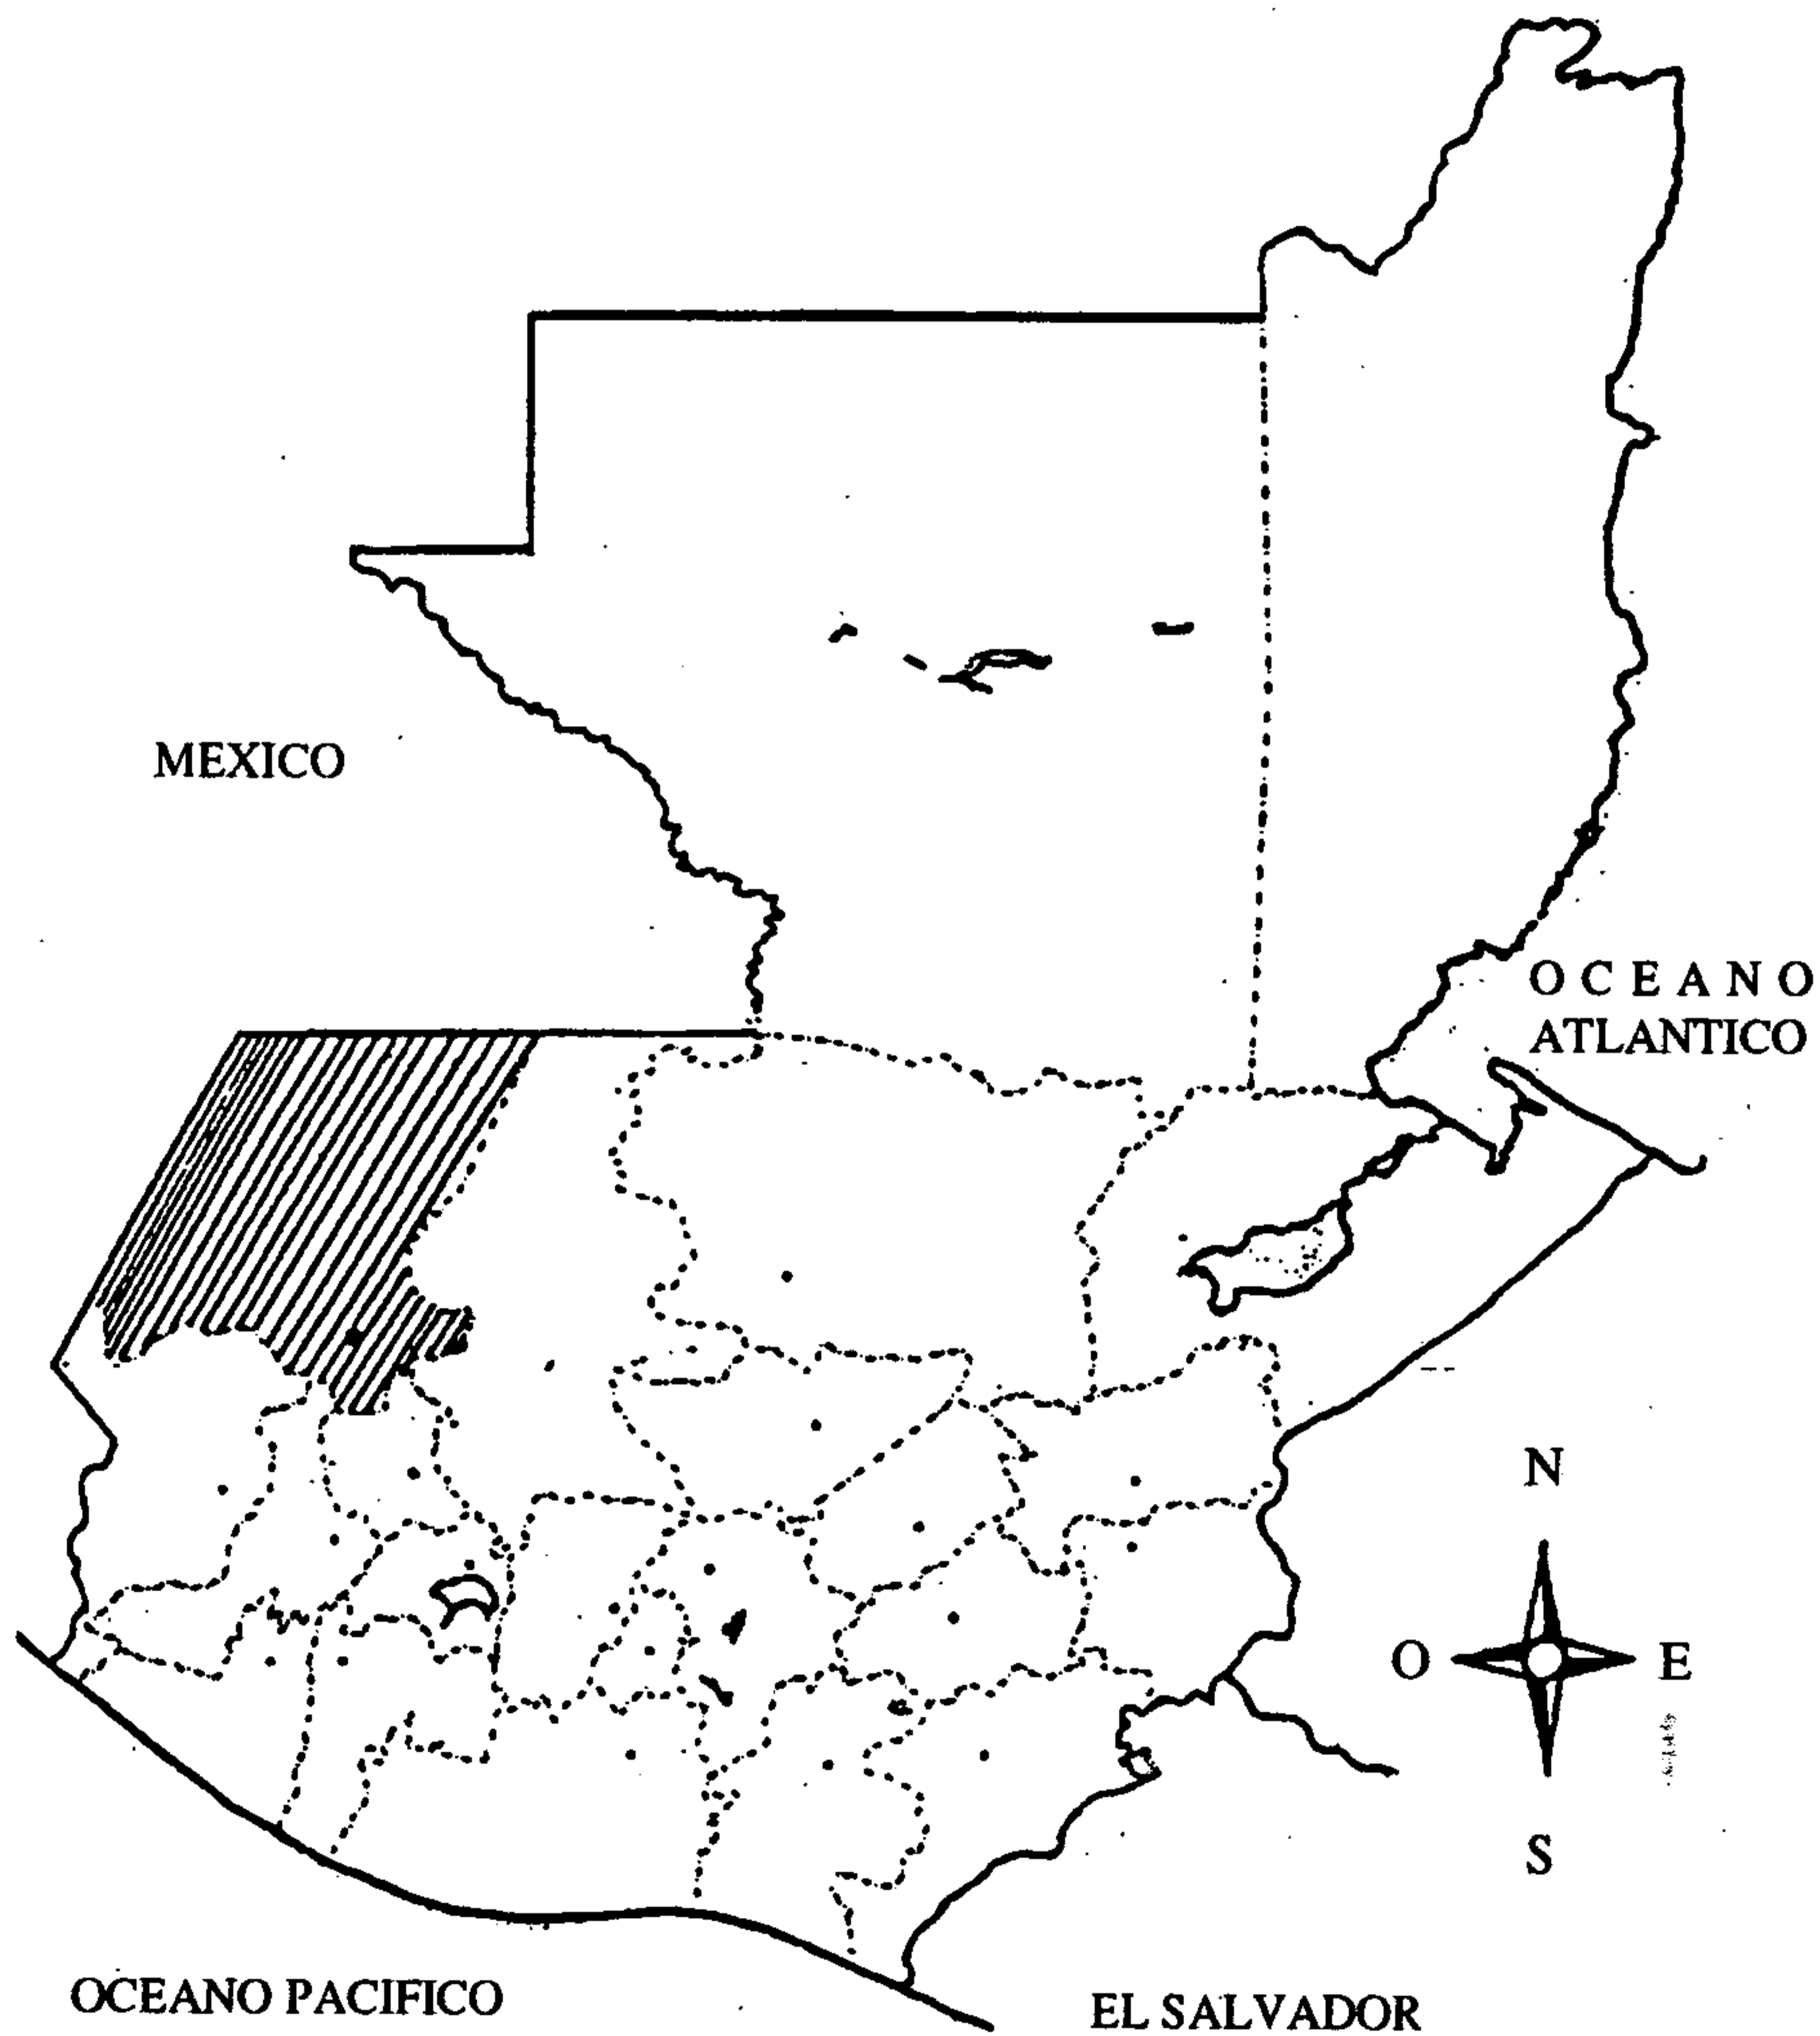 MEXICO
O C E A N O
ATLANTICO
N
O
E
S
OCEANO PACIFICO
EL SALVADOR